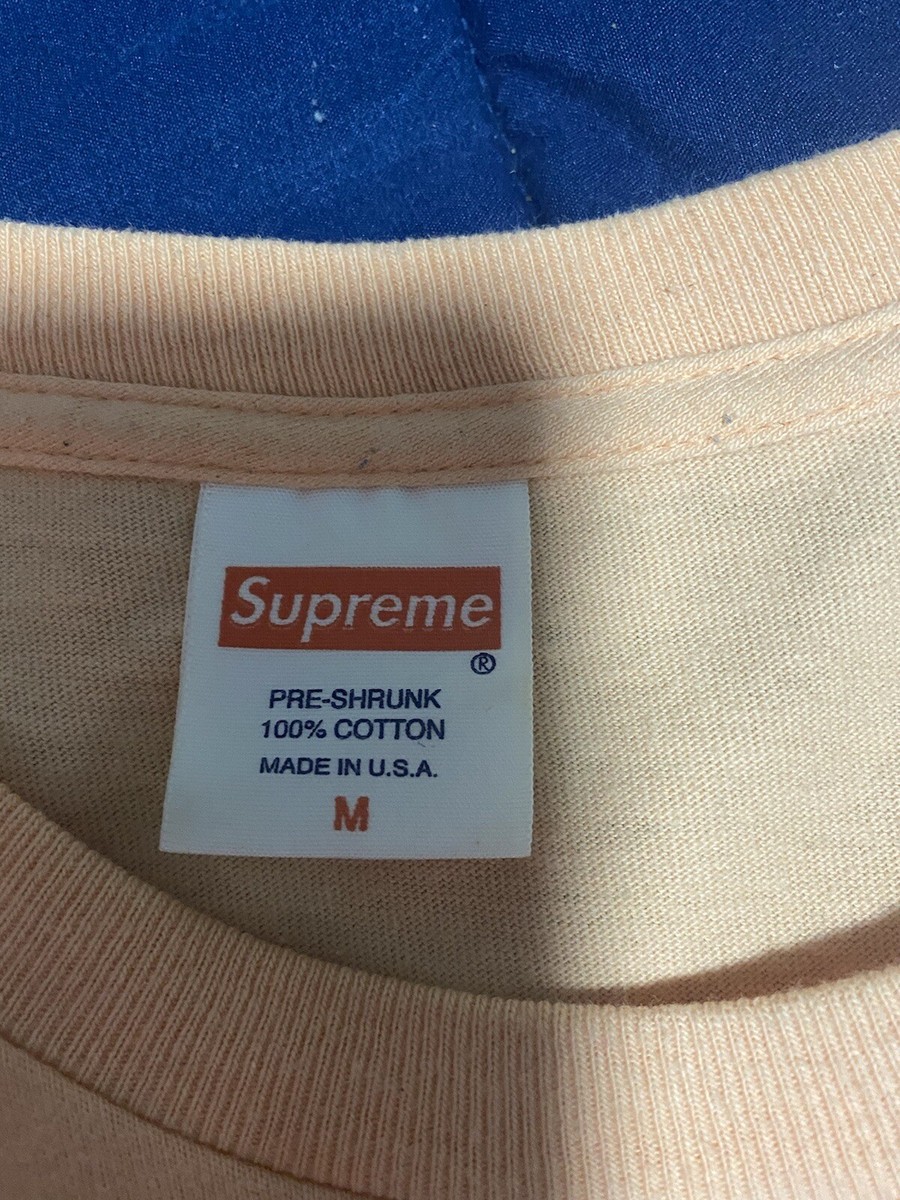 Supreme
®
PRE-SHRUNK
100% COTTON
MADE IN U.S.A.
M